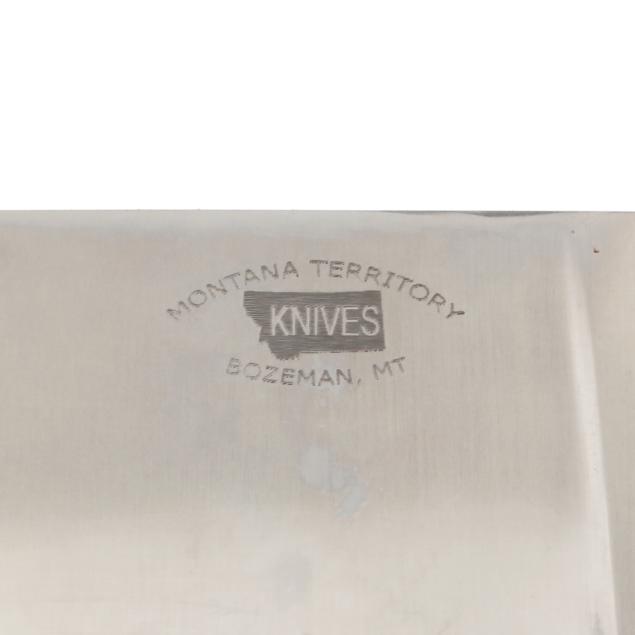 MONTANA TERRITORY
KNIVES
BOZEMAN, MT